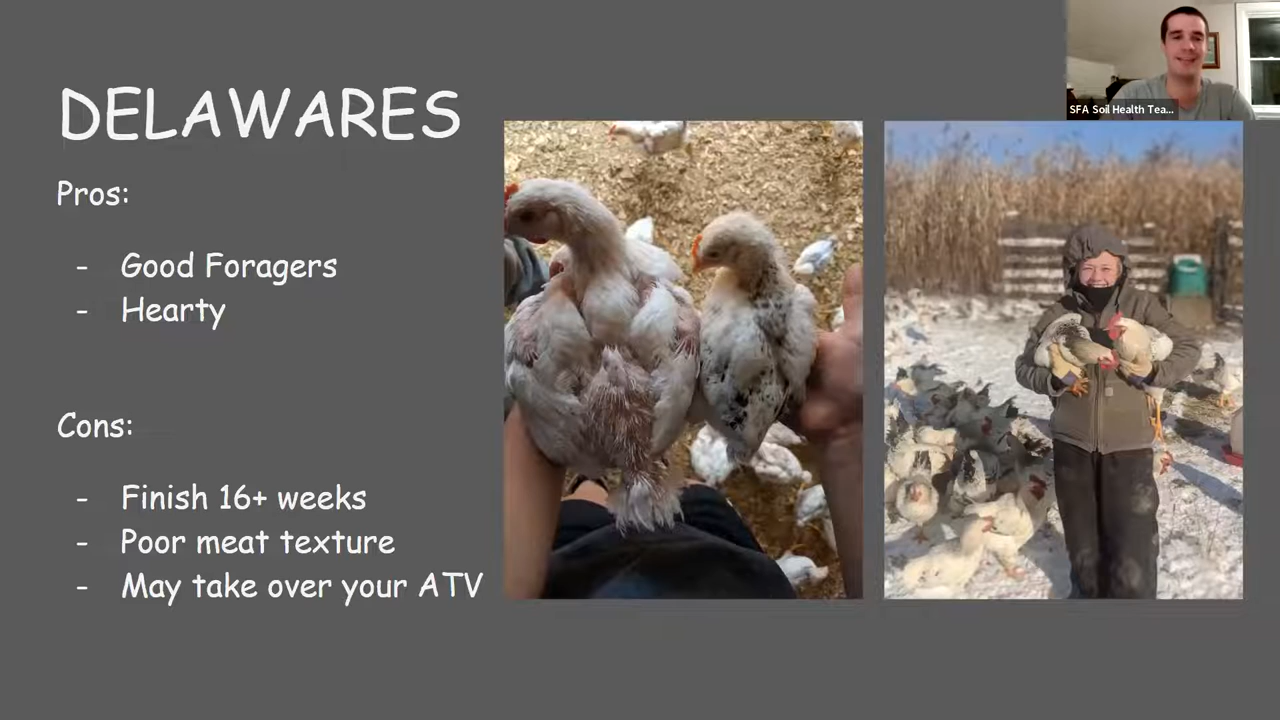 DELAWARES
Pros:
- Good Foragers
- Hearty
Cons:
- Finish 16+ weeks
- Poor meat texture
- May take over your ATV
SFA Soil Health Tea...